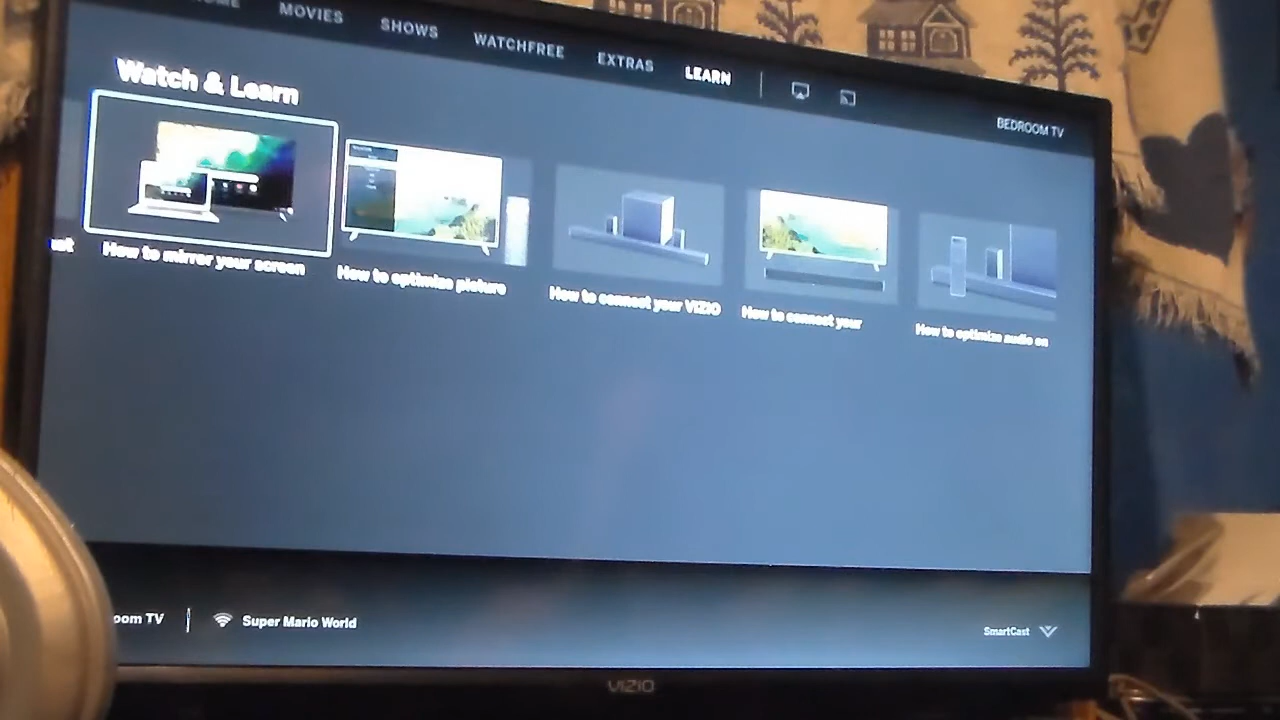 MOVIES
SHOWS
WATCHFREE
EXTRAS
LEARN
BEDROOM TV
Watch & Learn
How to mirror your screen
How to optimize picture
How to connect your VIZIO
How to connect your
How to optimize audio on
TV
Super Mario World
SmartCast
VIZIO